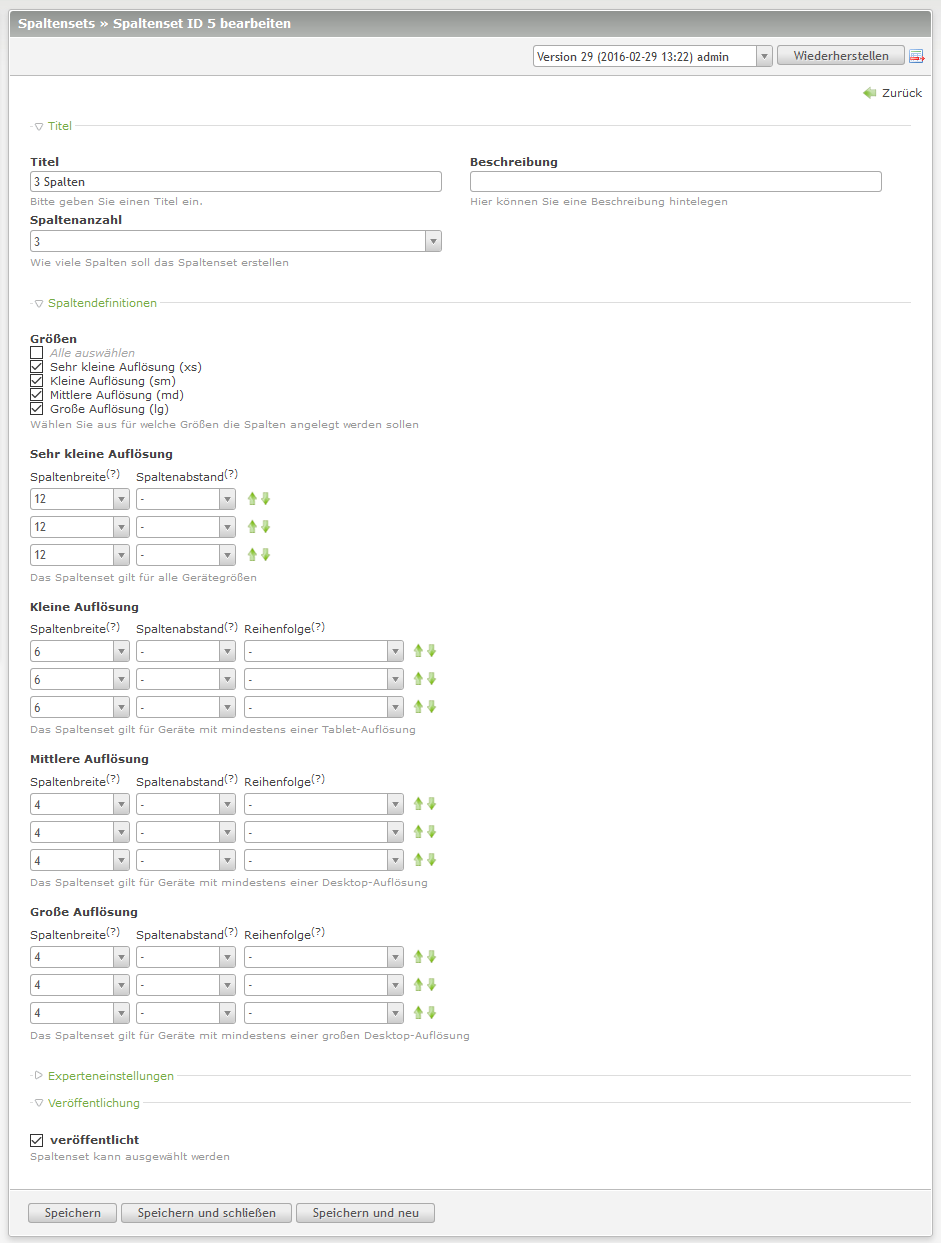 Spaltensets » Spaltenset ID 5 bearbeiten
Version 29 (2016-02-29 13:22) admin Wiederherstellen
Zurück
Titel
Titel Beschreibung
3 Spalten
Bitte geben Sie einen Titel ein. Hier können Sie eine Beschreibung hintelegen
Spaltenanzahl
3
Wie viele Spalten soll das Spaltenset erstellen
Spaltendefinitionen
Größen
Alle auswählen
Sehr kleine Auflösung (xs)
Kleine Auflösung (sm)
Mittlere Auflösung (md)
Große Auflösung (lg)
Wählen Sie aus für welche Größen die Spalten angelegt werden sollen
Sehr kleine Auflösung
Spaltenbreite(?) Spaltenabstand(?)
12 -
12 -
12 -
Das Spaltenset gilt für alle Gerätegrößen
Kleine Auflösung
Spaltenbreite(?) Spaltenabstand(?) Reihenfolge(?)
6 - -
6 - -
6 - -
Das Spaltenset gilt für Geräte mit mindestens einer Tablet-Auflösung
Mittlere Auflösung
Spaltenbreite(?) Spaltenabstand(?) Reihenfolge(?)
4 - -
4 - -
4 - -
Das Spaltenset gilt für Geräte mit mindestens einer Desktop-Auflösung
Große Auflösung
Spaltenbreite(?) Spaltenabstand(?) Reihenfolge(?)
4 - -
4 - -
4 - -
Das Spaltenset gilt für Geräte mit mindestens einer großen Desktop-Auflösung
Experteneinstellungen
Veröffentlichung
veröffentlicht
Spaltenset kann ausgewählt werden
Speichern Speichern und schließen Speichern und neu